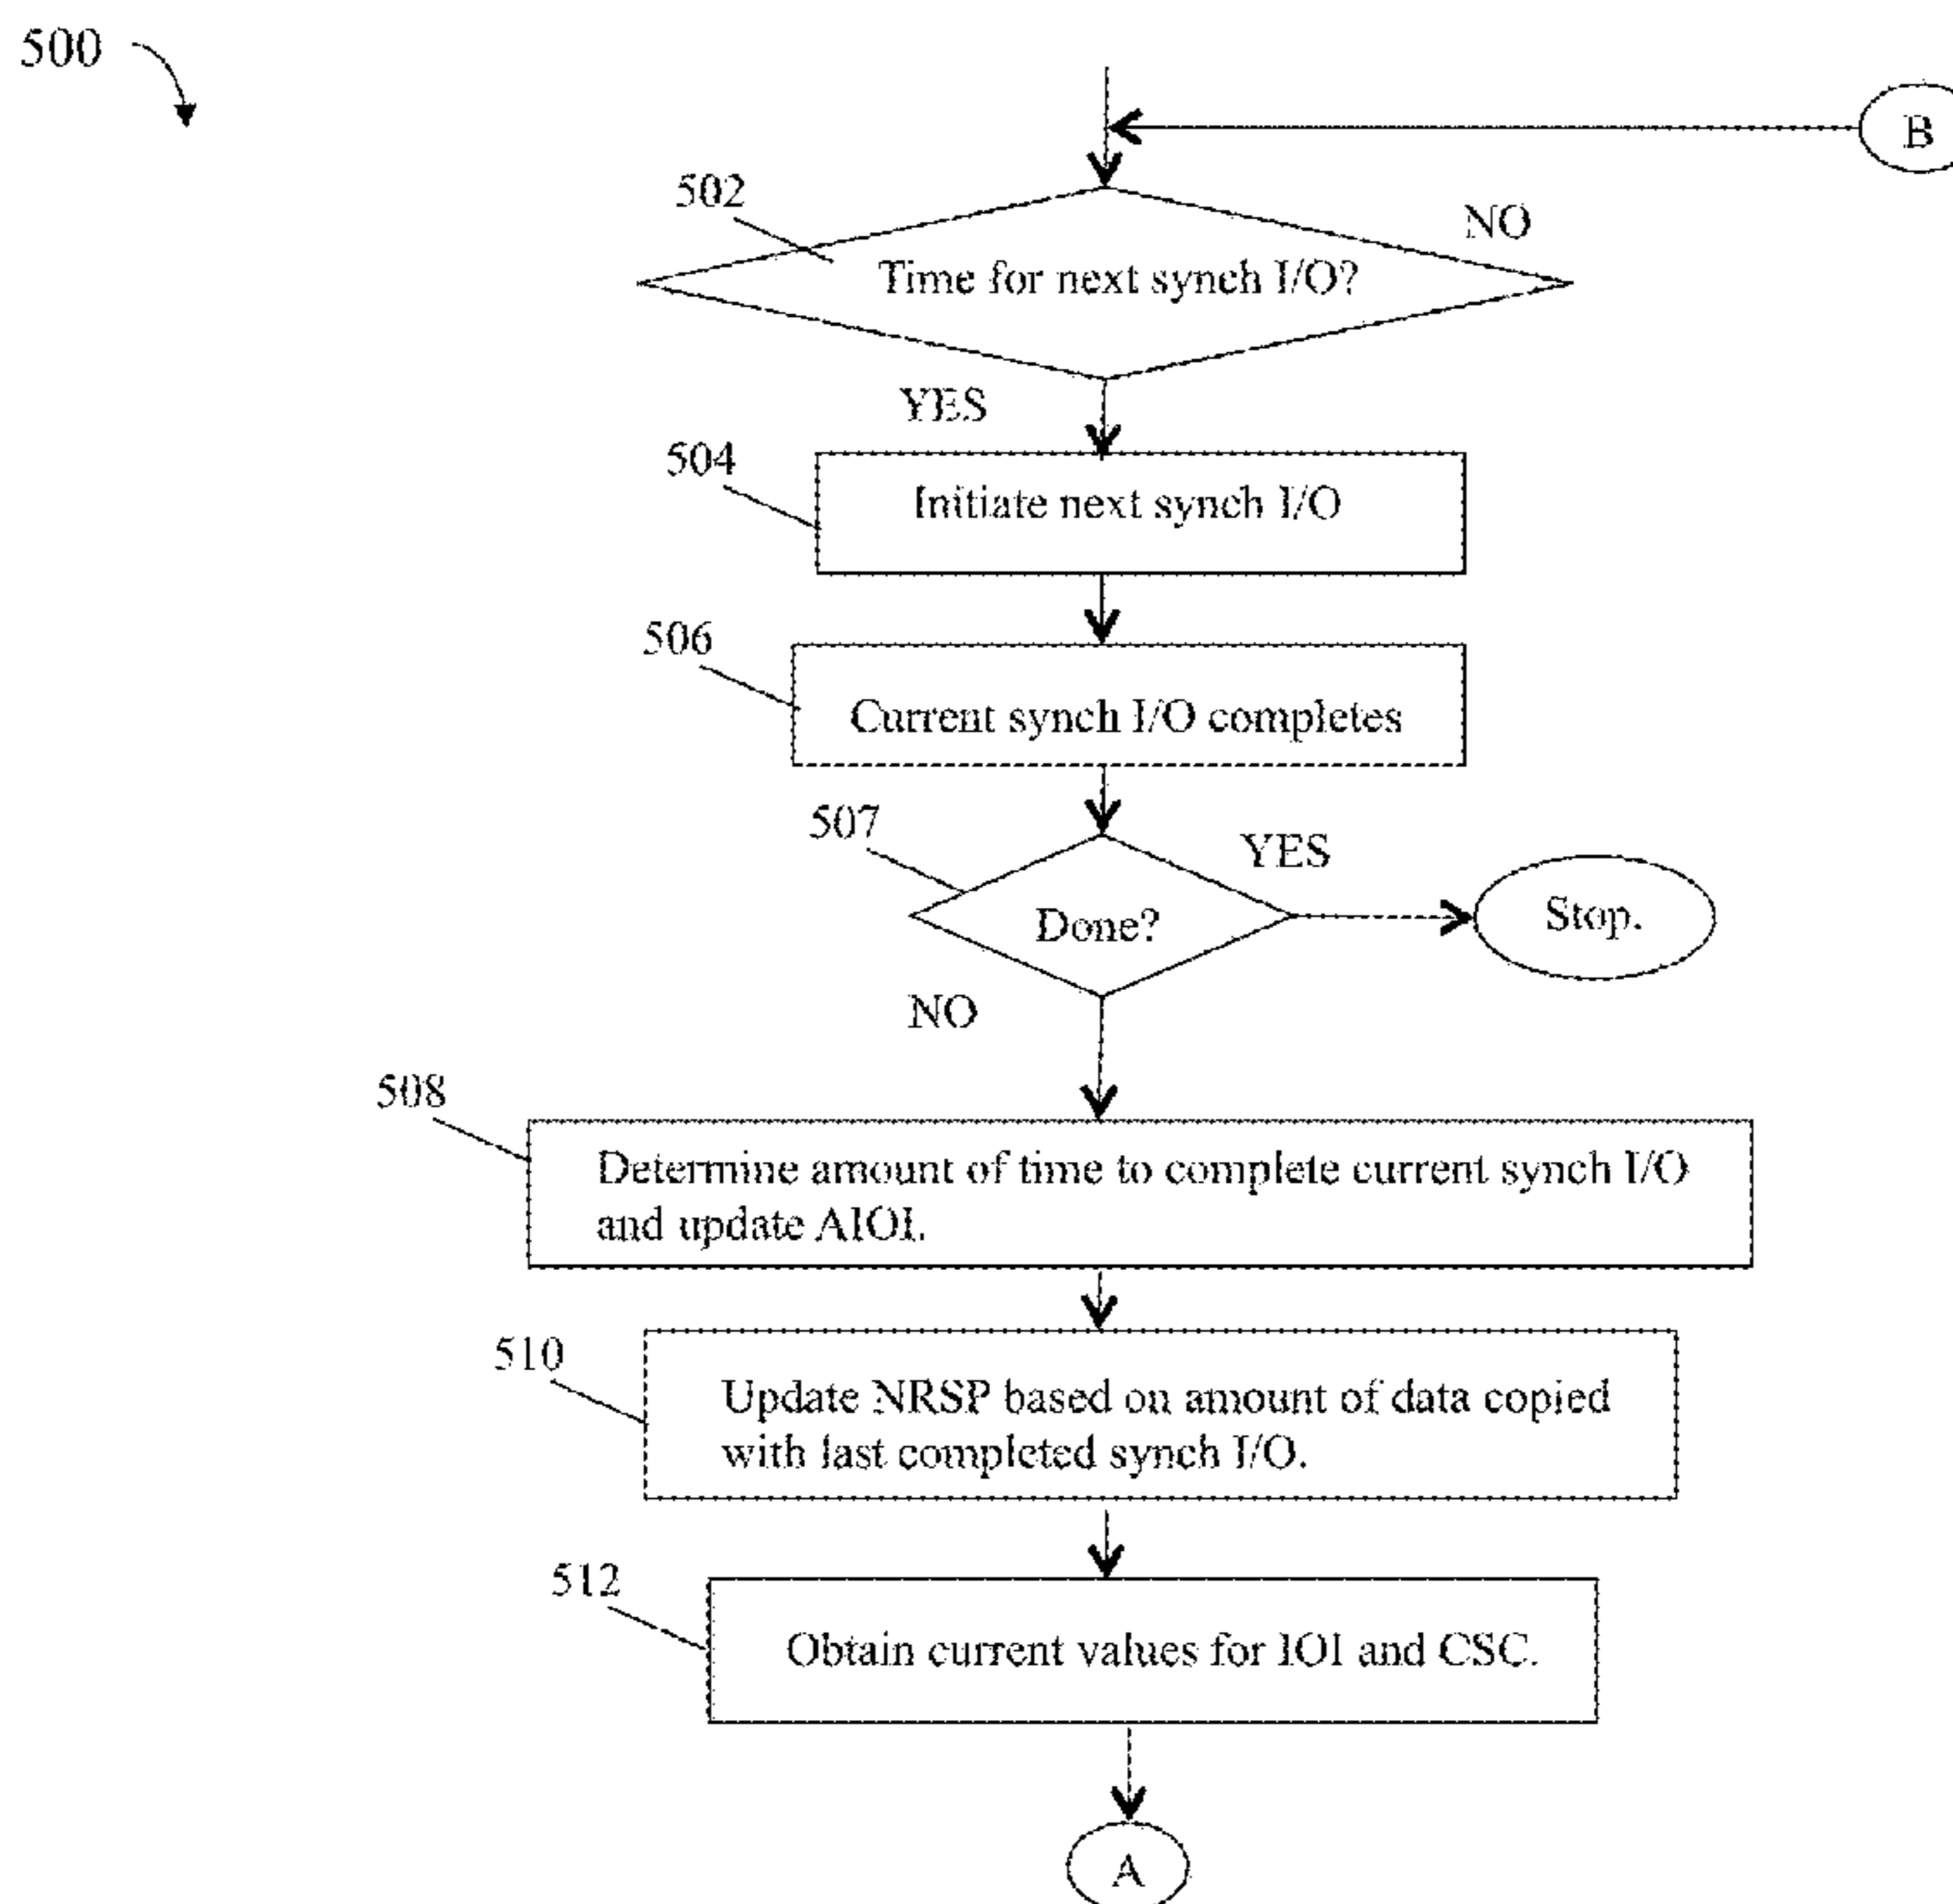 500
B
502
NO
Time for next synch I/O?
YES
504
Initiate next synch I/O
506
Current synch I/O completes
507
YES
Done?
Stop.
NO
508
Determine amount of time to complete current synch I/O
and update AIOI.
510
Update NRSP based on amount of data copied
with last completed synch I/O.
512
Obtain current values for IOI and CSC.
A